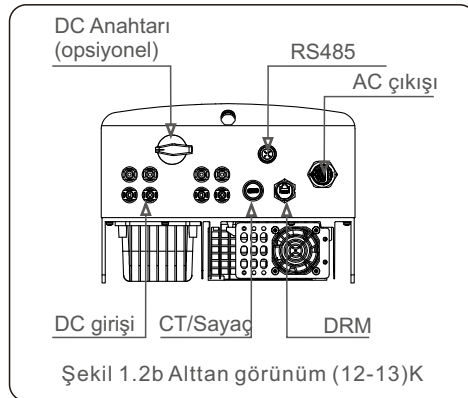 DC Anahtarı
(opsiyonel)
RS485
AC çıkışı
DC girişi
CT/Sayaç
DRM
Şekil 1.2b Alttan görünüm (12-13)K